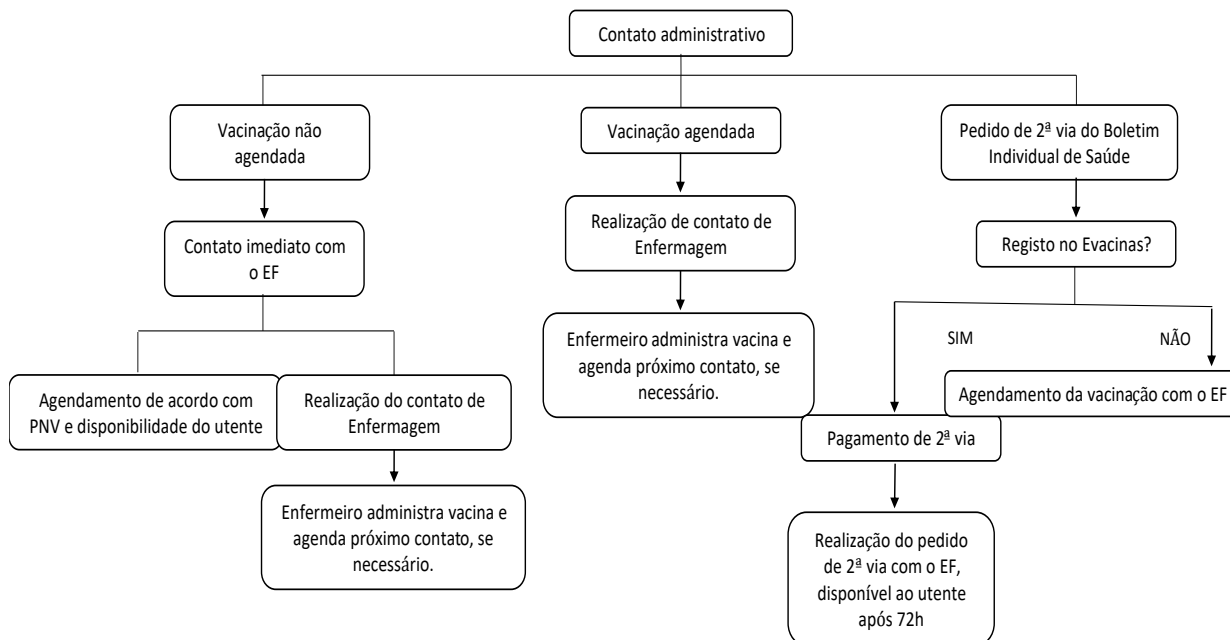 Contato administrativo
Vacinação não
agendada
Contato imediato com
o EF
Agendamento de acordo com
PNV e disponibilidade do utente
Realização do contato de
Enfermagem
Enfermeiro administra vacina e
agenda próximo contato, se
necessário.
Vacinação agendada
Realização de contato de
Enfermagem
Enfermeiro administra vacina e
agenda próximo contato, se
necessário.
Pedido de 2ª via do Boletim
Individual de Saúde
Registo no Evacinas?
SIM
NÃO
Agendamento da vacinação com o EF
Pagamento de 2ª via
Realização do pedido
de 2ª via com o EF,
disponível ao utente
após 72h